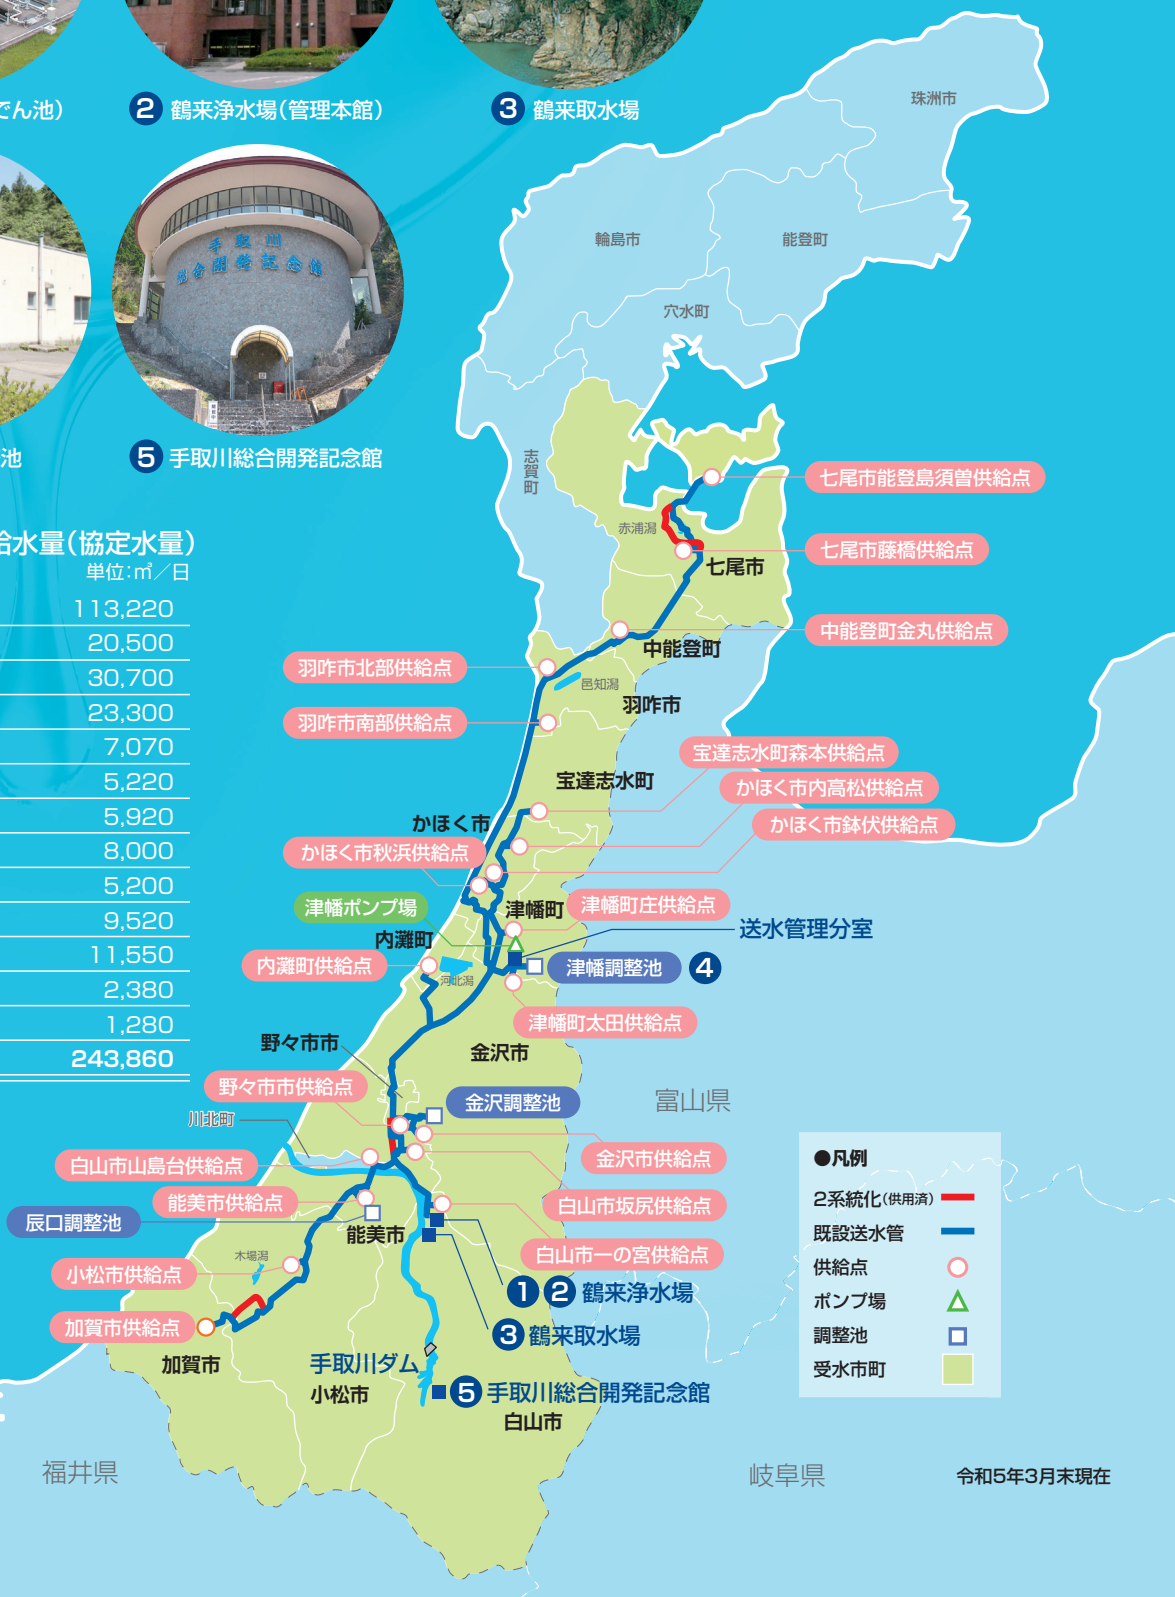 でん池）
2 鶴来浄水場（管理本館）
3 鶴来取水場
手取川
総合開発記念館
池
5 手取川総合開発記念館
給水量（協定水量）
単位：㎥／日
113,220
20,500
30,700
23,300
7,070
5,220
5,920
8,000
5,200
9,520
11,550
2,380
1,280
243,860
珠洲市
輪島市
能登町
穴水町
志賀町
七尾市能登島須曽供給点
赤浦潟
七尾市藤橋供給点
七尾市
中能登町金丸供給点
中能登町
羽咋市北部供給点
邑知潟
羽咋市
羽咋市南部供給点
宝達志水町森本供給点
宝達志水町
かほく市内高松供給点
かほく市
かほく市鉢伏供給点
かほく市秋浜供給点
津幡ポンプ場
津幡町
津幡町庄供給点
送水管理分室
内灘町
内灘町供給点
河北潟
津幡調整池 4
津幡町太田供給点
野々市市
金沢市
野々市市供給点
金沢調整池
富山県
川北町
白山市山島台供給点
金沢市供給点
能美市供給点
白山市坂尻供給点
辰口調整池
能美市
白山市一の宮供給点
木場潟
小松市供給点
1 2 鶴来浄水場
加賀市供給点
3 鶴来取水場
加賀市
手取川ダム
小松市
5 手取川総合開発記念館
白山市
●凡例
2系統化（供用済）
既設送水管
供給点
ポンプ場
調整池
受水市町
福井県
岐阜県
令和5年3月末現在